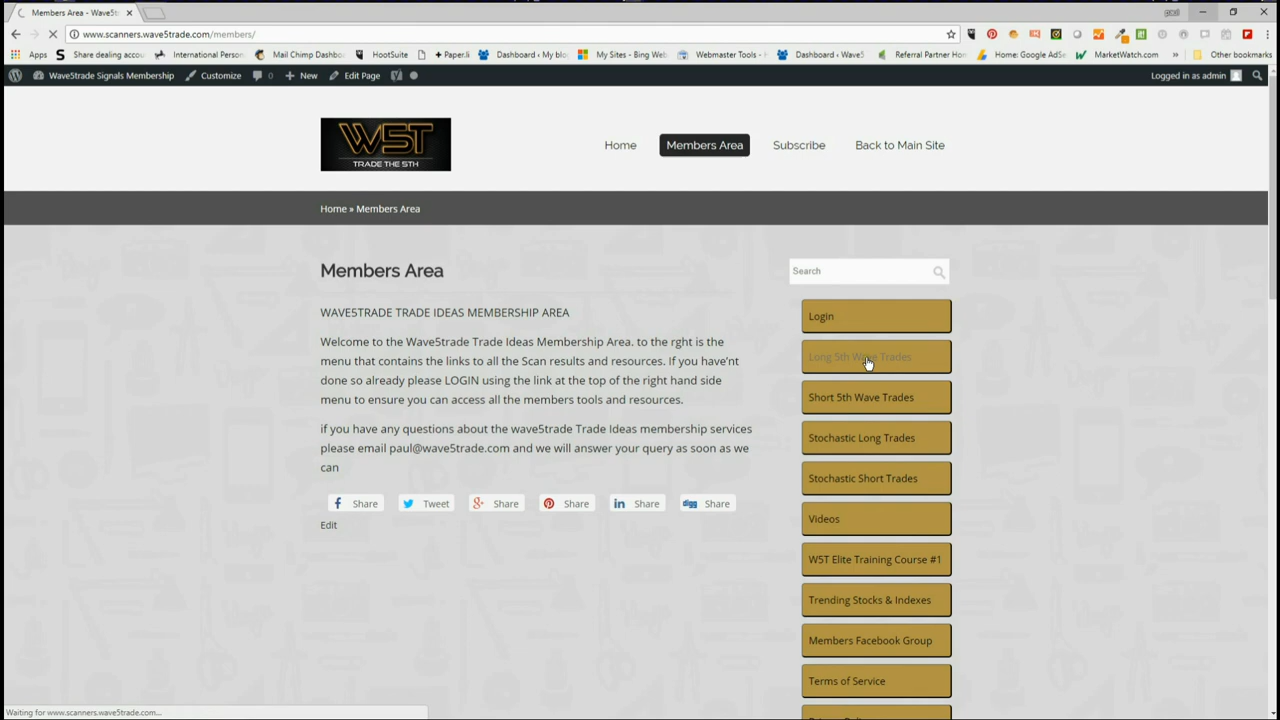 Members Area - Wave5t
paul
www.scanners.wave5trade.com/members/
Apps
Share dealing accou
International Person
Mail Chimp Dashbo
HootSuite
+ Paper.li
Dashboard ‹ My blo
My Sites - Bing Web
Webmaster Tools -
Dashboard ‹ Wave5
Referral Partner Ho
Home: Google AdSe
MarketWatch.com
»
Other bookmarks
Wave5trade Signals Membership
Customize
0
New
Edit Page
Logged in as admin
W5T
TRADE THE 5TH
Home
Members Area
Subscribe
Back to Main Site
Home » Members Area
Members Area
Search
WAVE5TRADE TRADE IDEAS MEMBERSHIP AREA
Welcome to the Wave5trade Trade Ideas Membership Area. to the rght is the
menu that contains the links to all the Scan results and resources. If you have'nt
done so already please LOGIN using the link at the top of the right hand side
menu to ensure you can access all the members tools and resources.
if you have any questions about the wave5trade Trade Ideas membership services
please email paul@wave5trade.com and we will answer your query as soon as we
can
Share
Tweet
Share
Share
Share
digg Share
Edit
Login
Long 5th Wave Trades
Short 5th Wave Trades
Stochastic Long Trades
Stochastic Short Trades
Videos
W5T Elite Training Course #1
Trending Stocks & Indexes
Members Facebook Group
Terms of Service
Waiting for www.scanners.wave5trade.com...